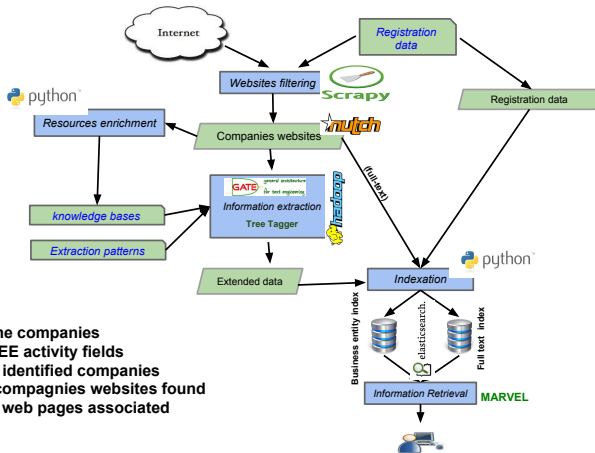 Internet
Registration
data
Websites filtering
Scrapy
python
Resources enrichment
nutch
Registration data
Companies websites
(full-text)
GATE
general architecture
for text engineering
Information extraction
Tree Tagger
hadoop
knowledge bases
Extraction patterns
Extended data
Indexation
python
Business entity index
elasticsearch.
Full text index
ne companies
EE activity fields
identified companies
compagnies websites found
web pages associated
Information Retrieval
MARVEL